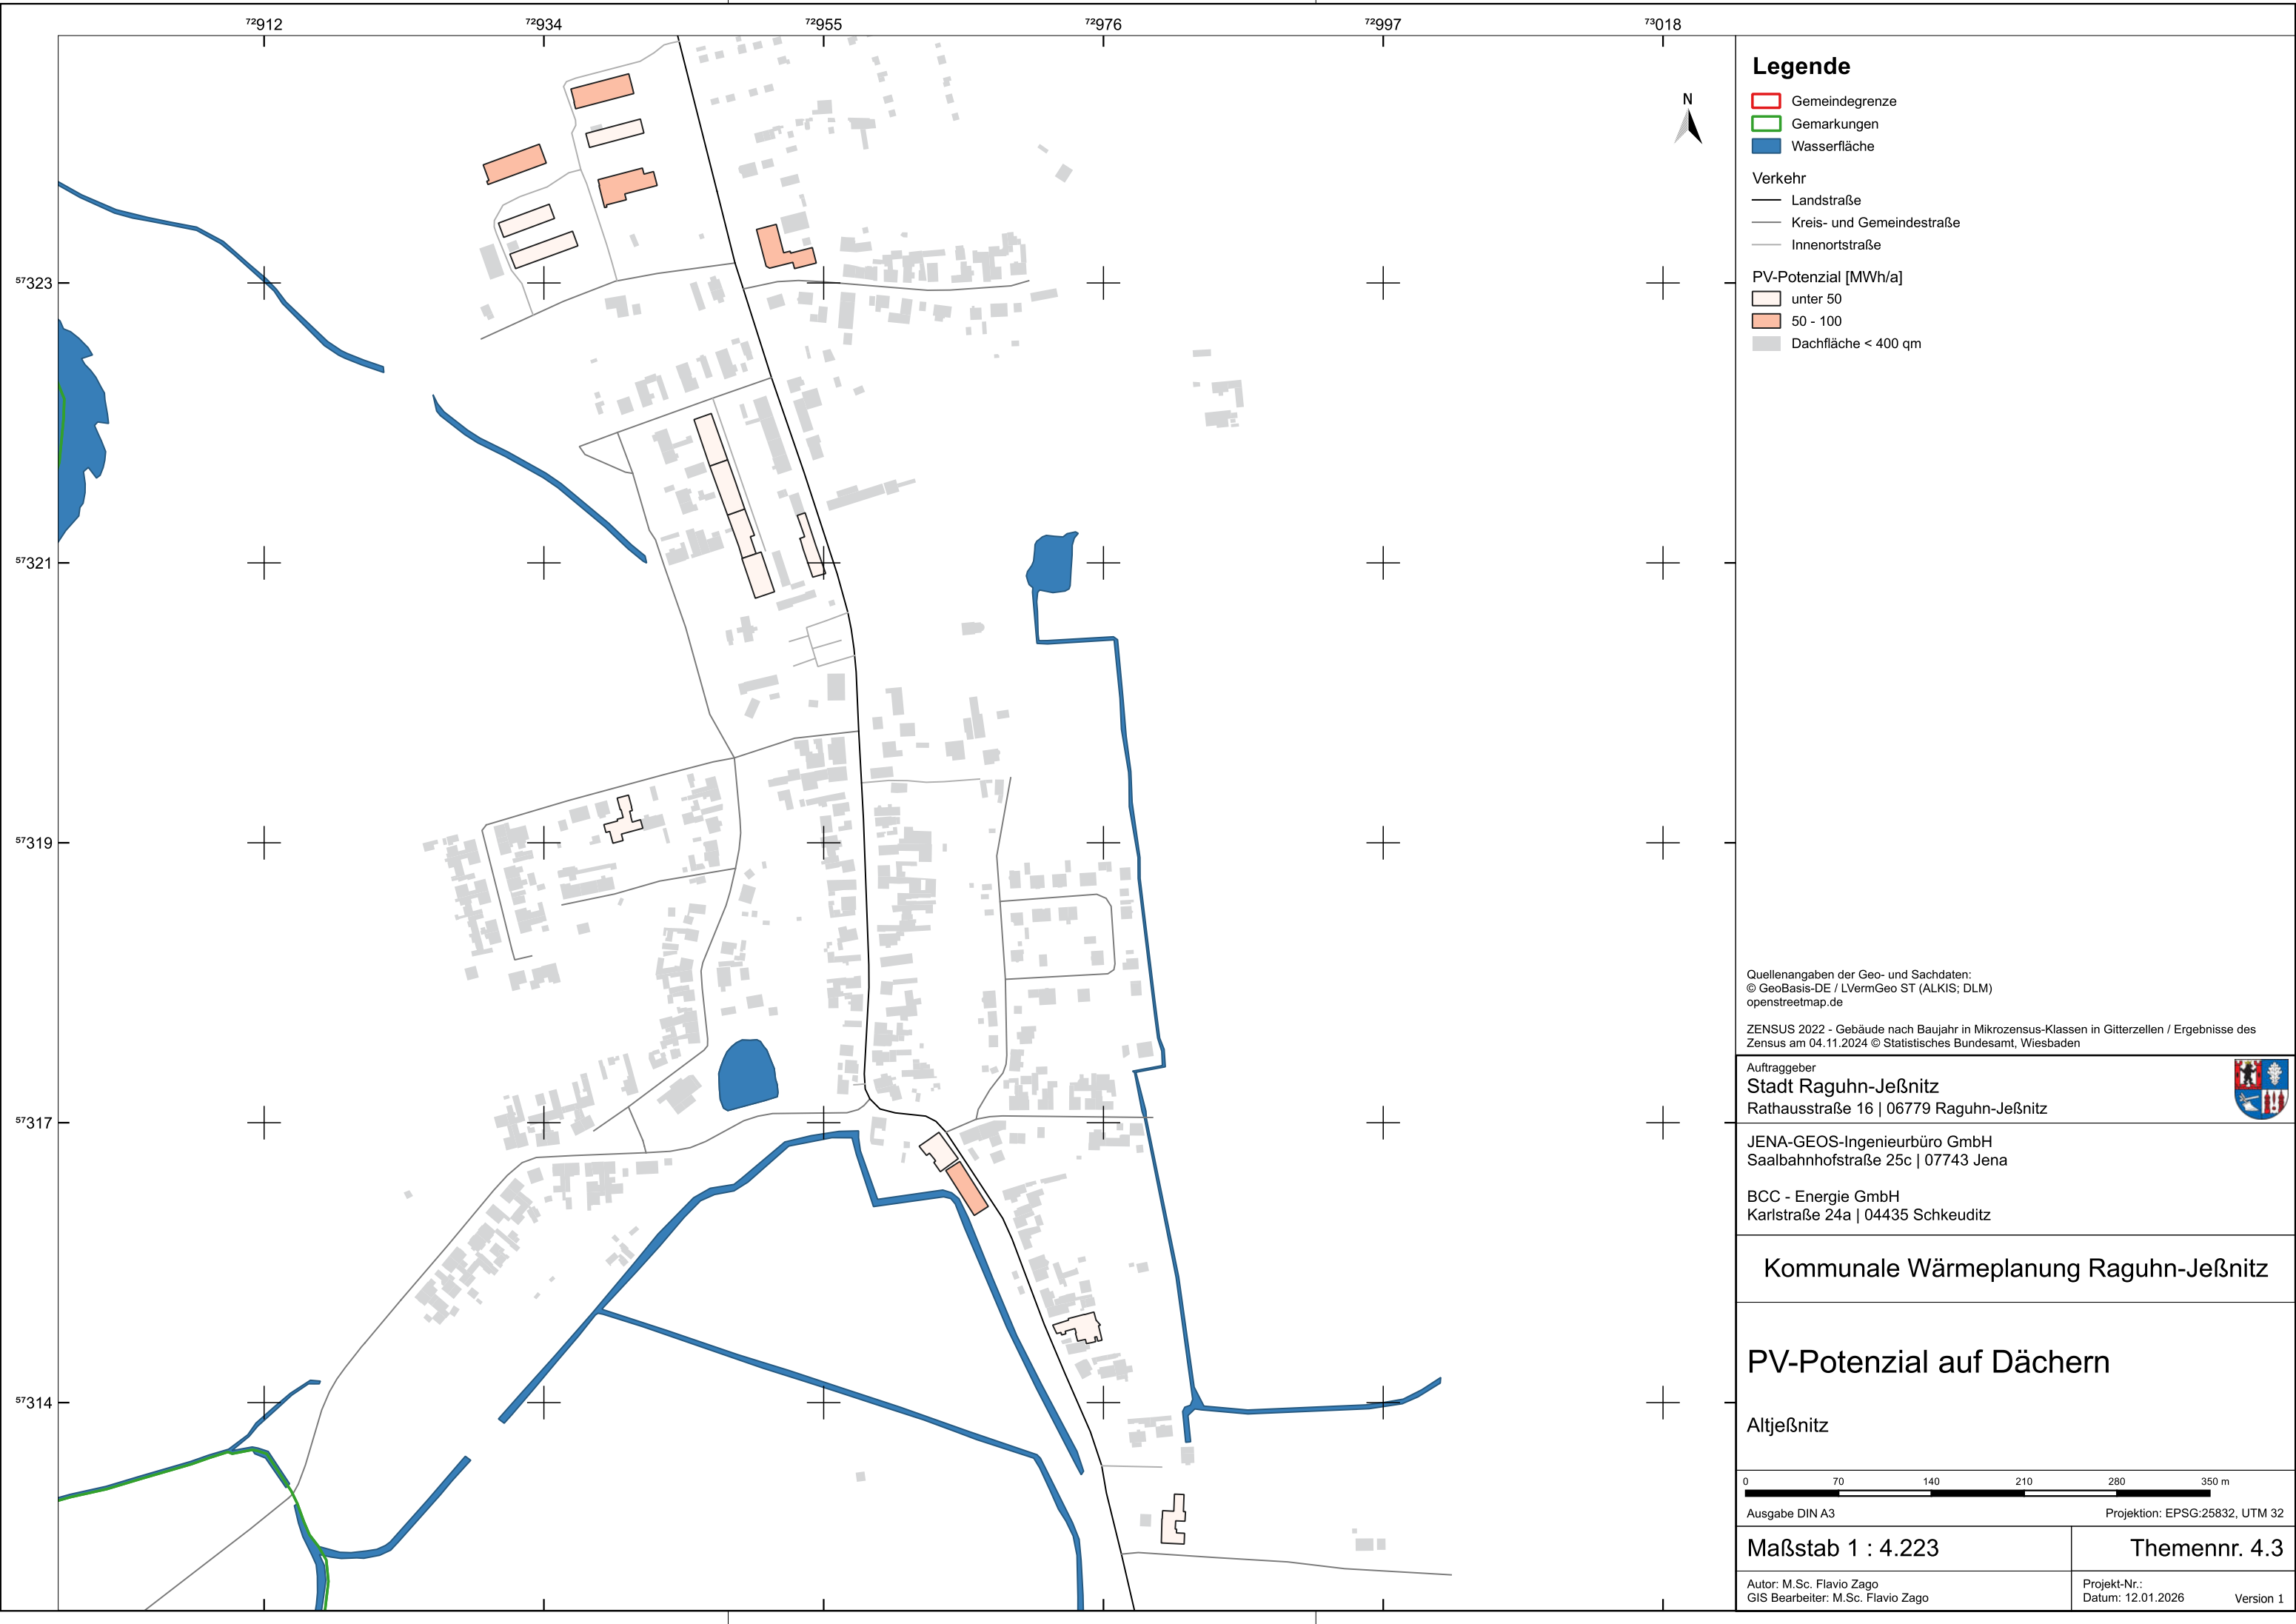 ⁷²912 ⁷²934 ⁷²955 ⁷²976 ⁷²997 ⁷³018
⁵⁷323
⁵⁷321
⁵⁷319
⁵⁷317
⁵⁷314
N
Legende
Gemeindegrenze
Gemarkungen
Wasserfläche
Verkehr
Landstraße
Kreis- und Gemeindestraße
Innenortstraße
PV-Potenzial [MWh/a]
unter 50
50 - 100
Dachfläche < 400 qm
Quellenangaben der Geo- und Sachdaten:
© GeoBasis-DE / LVermGeo ST (ALKIS; DLM)
openstreetmap.de
ZENSUS 2022 - Gebäude nach Baujahr in Mikrozensus-Klassen in Gitterzellen / Ergebnisse des
Zensus am 04.11.2024 © Statistisches Bundesamt, Wiesbaden
Auftraggeber
Stadt Raguhn-Jeßnitz
Rathausstraße 16 | 06779 Raguhn-Jeßnitz
JENA-GEOS-Ingenieurbüro GmbH
Saalbahnhofstraße 25c | 07743 Jena
BCC - Energie GmbH
Karlstraße 24a | 04435 Schkeuditz
Kommunale Wärmeplanung Raguhn-Jeßnitz
PV-Potenzial auf Dächern
Altjeßnitz
0 70 140 210 280 350 m
Ausgabe DIN A3 Projektion: EPSG:25832, UTM 32
Maßstab 1 : 4.223 Themennr. 4.3
Autor: M.Sc. Flavio Zago Projekt-Nr.:
GIS Bearbeiter: M.Sc. Flavio Zago Datum: 12.01.2026 Version 1